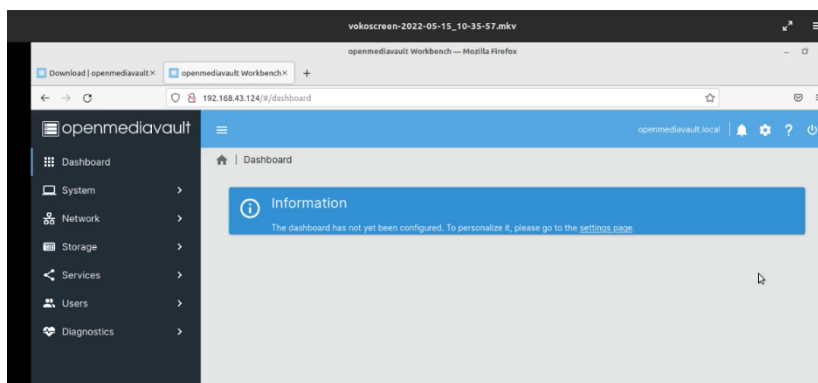 vokoscreen-2022-05-15_10-35-57.mkv
openmediavault Workbench — Mozilla Firefox
Download | openmediavault × openmediavault Workbench × +
192.168.43.124/#/dashboard
openmediavault
openmediavault.local
Dashboard
| Dashboard
System
Information
The dashboard has not yet been configured. To personalize it, please go to the settings page.
Network
Storage
Services
Users
Diagnostics